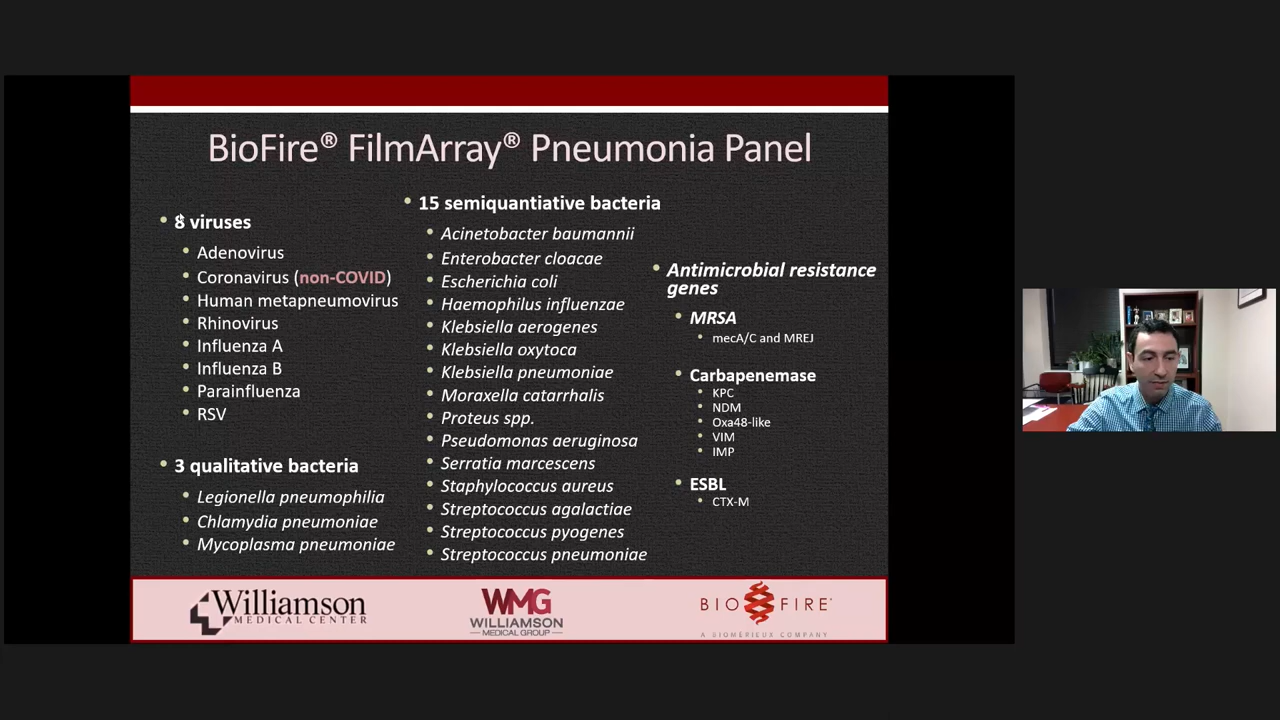 BioFire® FilmArray® Pneumonia Panel
8 viruses
Adenovirus
Coronavirus (non-COVID)
Human metapneumovirus
Rhinovirus
Influenza A
Influenza B
Parainfluenza
RSV
3 qualitative bacteria
Legionella pneumophilia
Chlamydia pneumoniae
Mycoplasma pneumoniae
15 semiquantiative bacteria
Acinetobacter baumannii
Enterobacter cloacae
Escherichia coli
Haemophilus influenzae
Klebsiella aerogenes
Klebsiella oxytoca
Klebsiella pneumoniae
Moraxella catarrhalis
Proteus spp.
Pseudomonas aeruginosa
Serratia marcescens
Staphylococcus aureus
Streptococcus agalactiae
Streptococcus pyogenes
Streptococcus pneumoniae
Antimicrobial resistance
genes
MRSA
mecA/C and MREJ
Carbapenemase
KPC
NDM
Oxa48-like
VIM
IMP
ESBL
CTX-M
Williamson
MEDICAL CENTER
WMG
WILLIAMSON
MEDICAL GROUP
BIO FIRE
A BIOMÉRIEUX COMPANY